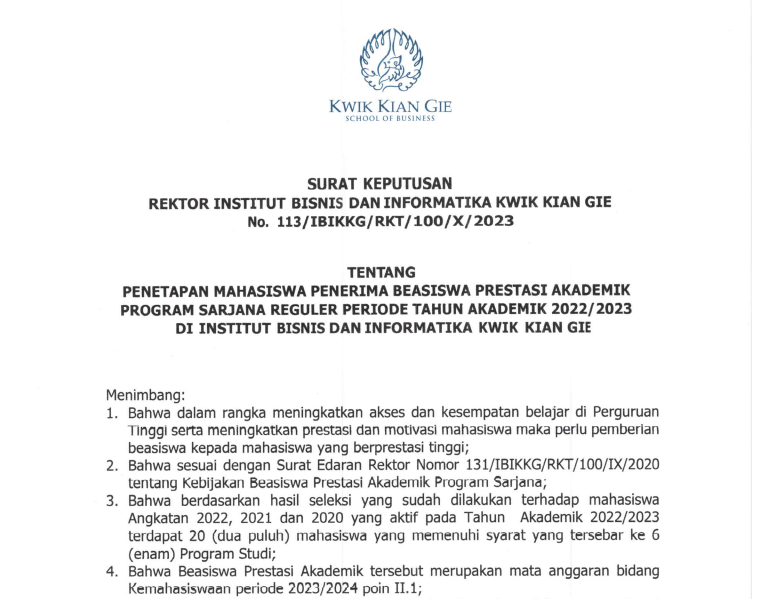 KWIK KIAN GIE
SCHOOL OF BUSINESS
SURAT KEPUTUSAN
REKTOR INSTITUT BISNIS DAN INFORMATIKA KWIK KIAN GIE
No. 113/IBIKKG/RKT/100/X/2023
TENTANG
PENETAPAN MAHASISWA PENERIMA BEASISWA PRESTASI AKADEMIK
PROGRAM SARJANA REGULER PERIODE TAHUN AKADEMIK 2022/2023
DI INSTITUT BISNIS DAN INFORMATIKA KWIK KIAN GIE
Menimbang:
1. Bahwa dalam rangka meningkatkan akses dan kesempatan belajar di Perguruan
Tinggi serta meningkatkan prestasi dan motivasi mahasiswa maka perlu pemberian
beasiswa kepada mahasiswa yang berprestasi tinggi;
2. Bahwa sesuai dengan Surat Edaran Rektor Nomor 131/IBIKKG/RKT/100/IX/2020
tentang Kebijakan Beasiswa Prestasi Akademik Program Sarjana;
3. Bahwa berdasarkan hasil seleksi yang sudah dilakukan terhadap mahasiswa
Angkatan 2022, 2021 dan 2020 yang aktif pada Tahun Akademik 2022/2023
terdapat 20 (dua puluh) mahasiswa yang memenuhi syarat yang tersebar ke 6
(enam) Program Studi;
4. Bahwa Beasiswa Prestasi Akademik tersebut merupakan mata anggaran bidang
Kemahasiswaan periode 2023/2024 poin II.1;